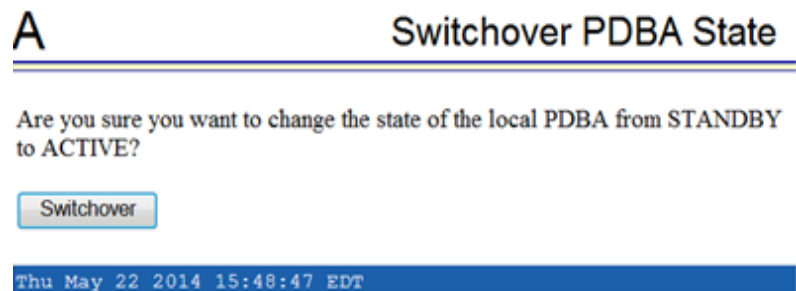 A
Switchover PDBA State
Are you sure you want to change the state of the local PDBA from STANDBY
to ACTIVE?
Switchover
Thu May 22 2014 15:48:47 EDT